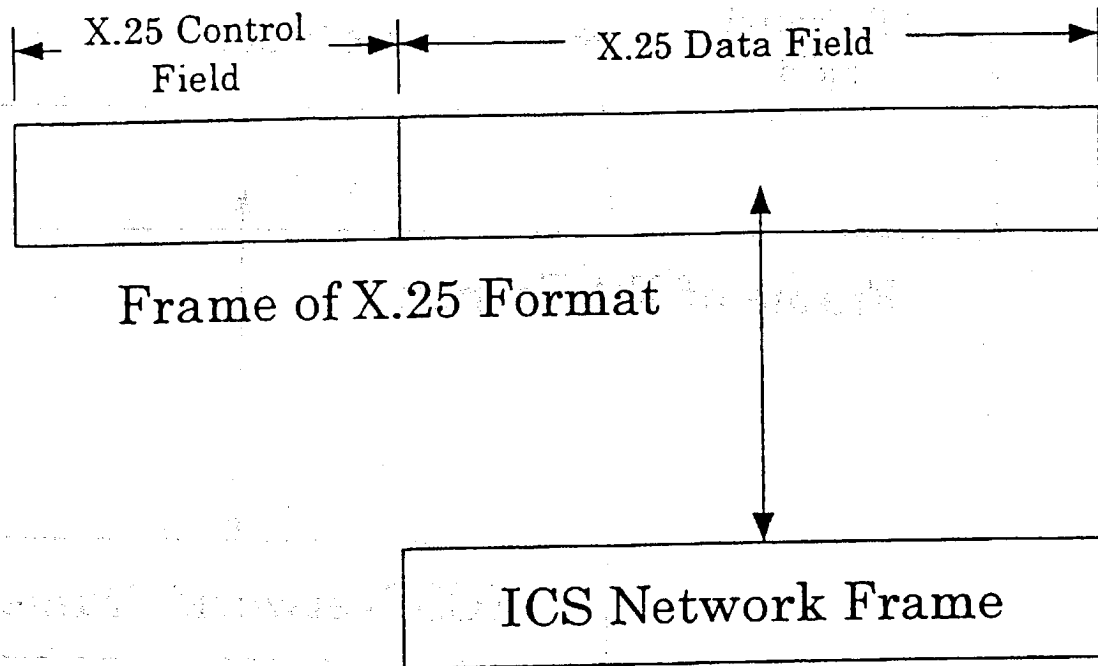 X.25 Control
Field
X.25 Data Field
Frame of X.25 Format
ICS Network Frame